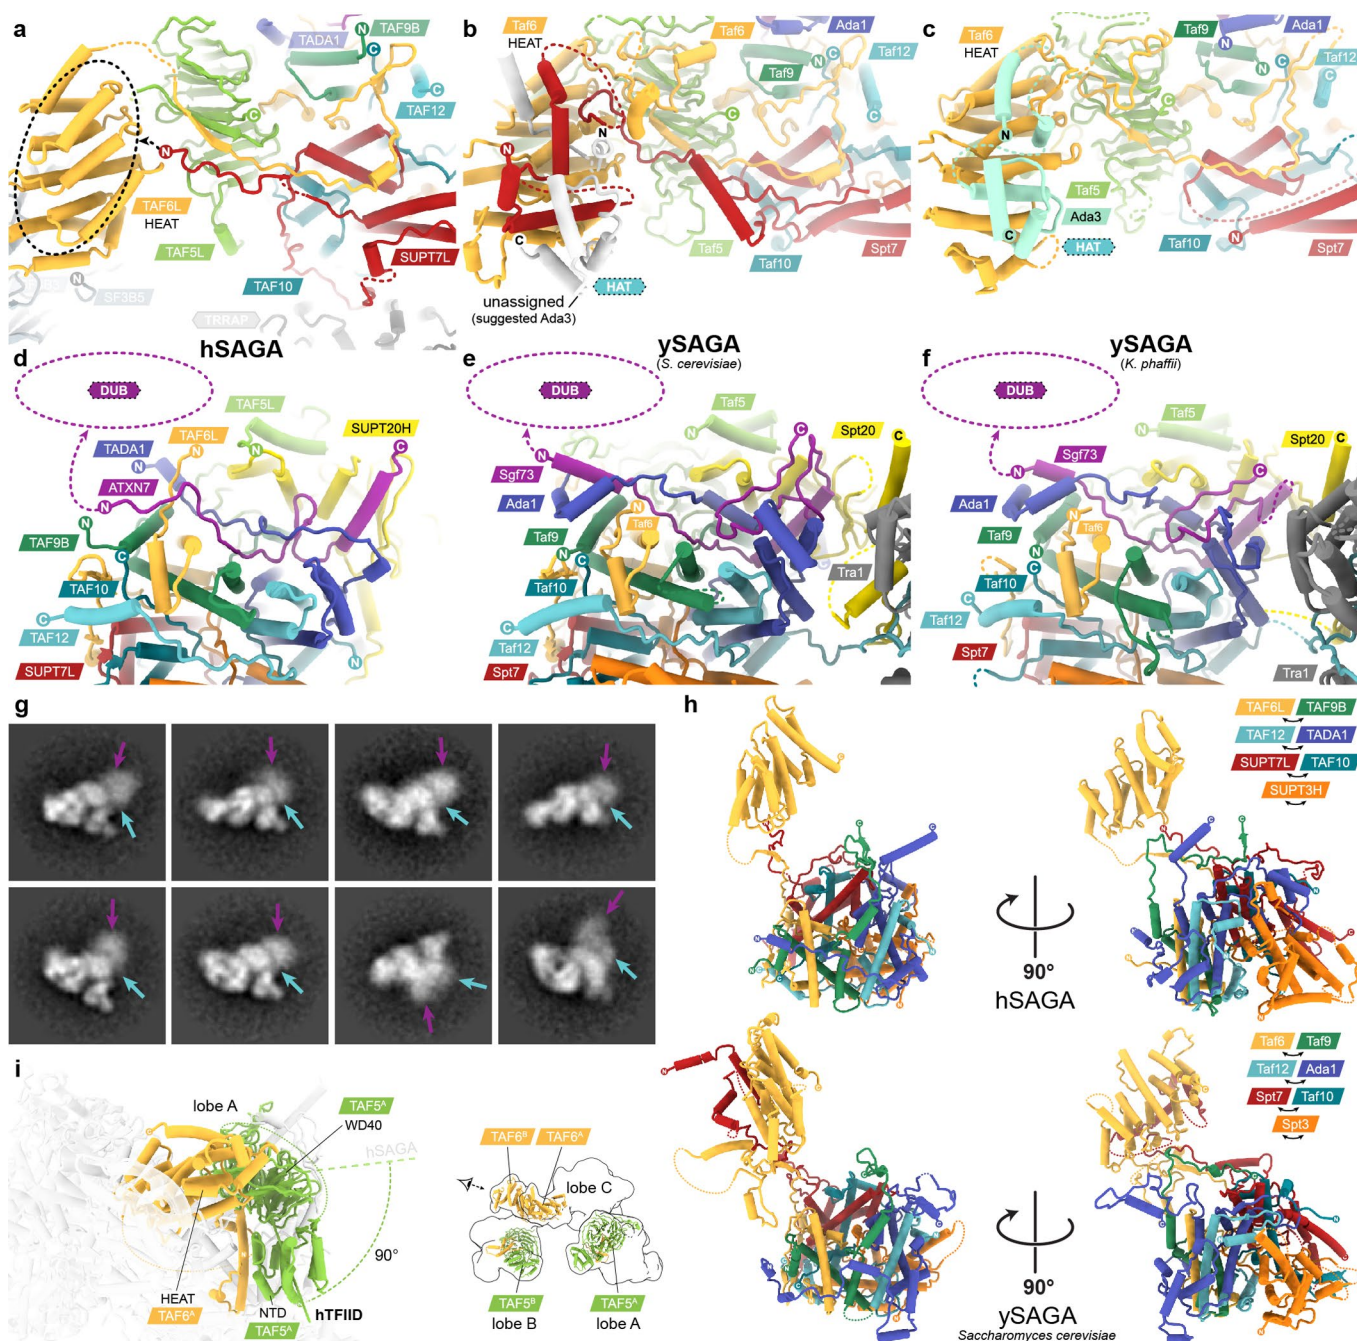 a
TADA1
N
TAF9B
C
C
TAF12
N
C
TAF6L
HEAT
TAF5L
SUPT7L
TAF10
N
SF3B5
TRRAP
hSAGA
b
Taf6
HEAT
Taf6
Ada1
Taf9
C
C
Taf12
N
N
C
C
Taf5
Taf10
Spt7
HAT
unassigned
(suggested Ada3)
ySAGA
(S. cerevisiae)
c
Taf6
HEAT
Taf9
Ada1
N
C
C
Taf12
N
C
Taf5
Ada3
C
HAT
Taf10
N
Spt7
ySAGA
(K. phaffii)
d
DUB
TAF5L
TADA1
TAF6L
SUPT20H
N
N
N
C
ATXN7
N
TAF9B
N
C
TAF10
C
TAF12
N
SUPT7L
e
DUB
Taf5
C
Spt20
N
Sgf73
Ada1
Taf6
Taf9
N
C
C
Taf10
Tra1
C
Taf12
Spt7
f
DUB
Taf5
C
Spt20
Sgf73
N
C
Ada1
N
Taf6
Taf9
N
C
Taf10
C
Taf12
Spt7
Tra1
N
g
h
TAF6L
TAF9B
TAF12
TADA1
SUPT7L
TAF10
SUPT3H
C
C
N
C
C
N
C
C
N
N
C
C
N
N
90°
hSAGA
Taf6
Taf9
Taf12
Ada1
Spt7
Taf10
Spt3
N
C
C
N
C
C
90°
ySAGA
Saccharomyces cerevisiae
i
lobe A
TAF5A
WD40
hSAGA
90°
HEAT
TAF6A
NTD
TAF5A
hTFIID
TAF6B
TAF6A
lobe C
TAF5B
lobe B
TAF5A
lobe A